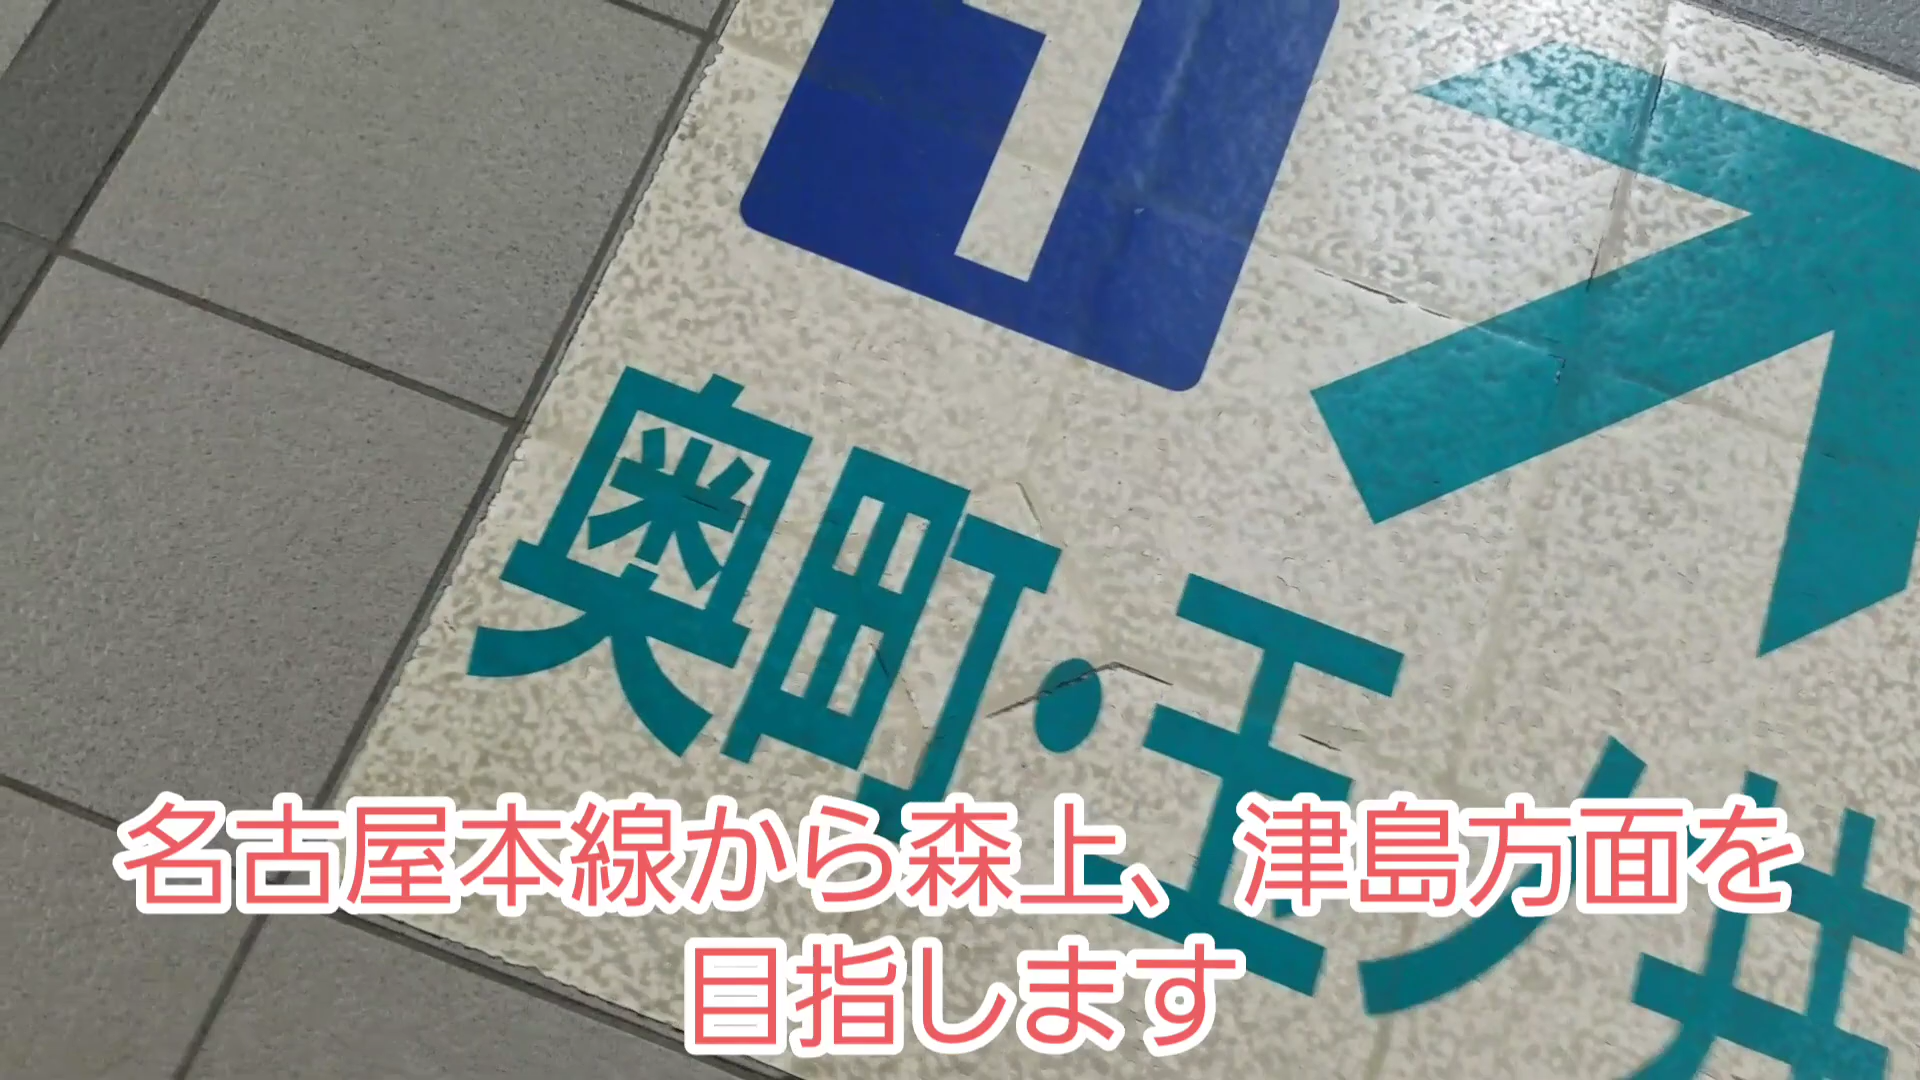 1
奥町・玉ノ井
名古屋本線から森上、津島方面を
目指します